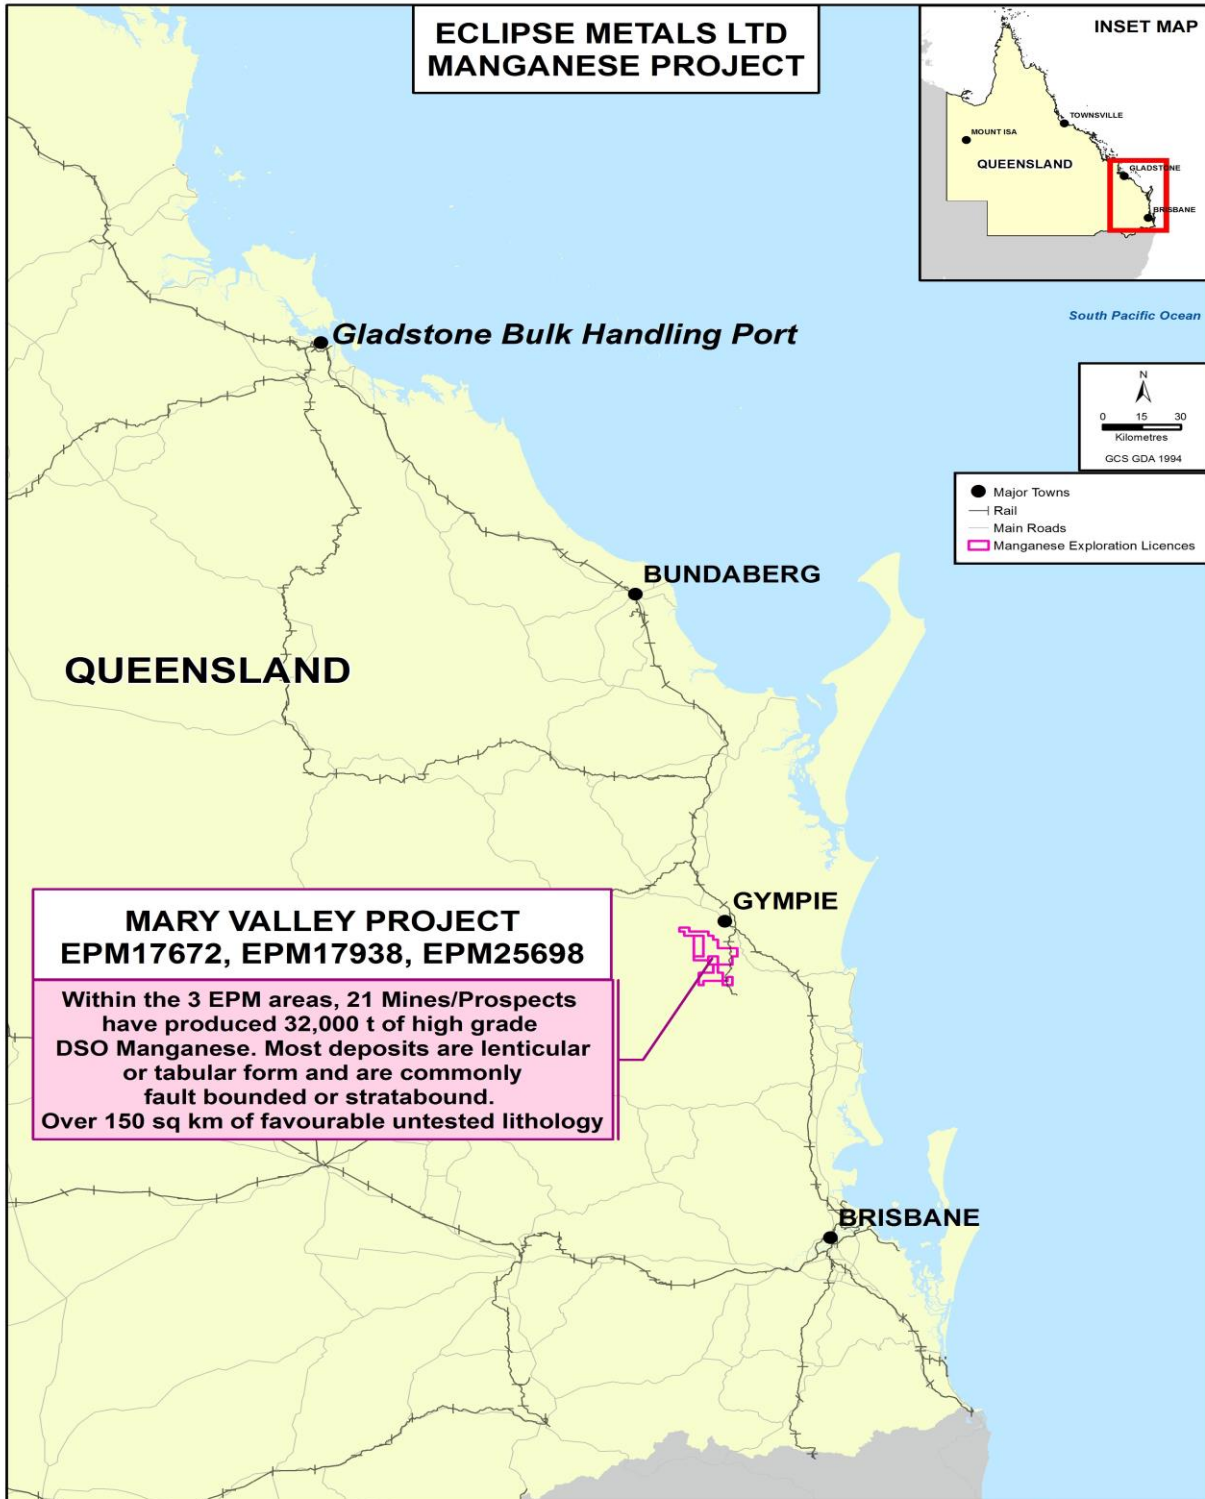 ECLIPSE METALS LTD
MANGANESE PROJECT
INSET MAP
TOWNSVILLE
MOUNT ISA
QUEENSLAND
GLADSTONE
BRISBANE
South Pacific Ocean
Gladstone Bulk Handling Port
N
0 15 30
Kilometres
GCS GDA 1994
Major Towns
Rail
Main Roads
Manganese Exploration Licences
BUNDABERG
QUEENSLAND
GYMPIE
MARY VALLEY PROJECT
EPM17672, EPM17938, EPM25698
Within the 3 EPM areas, 21 Mines/Prospects
have produced 32,000 t of high grade
DSO Manganese. Most deposits are lenticular
or tabular form and are commonly
fault bounded or stratabound.
Over 150 sq km of favourable untested lithology
BRISBANE